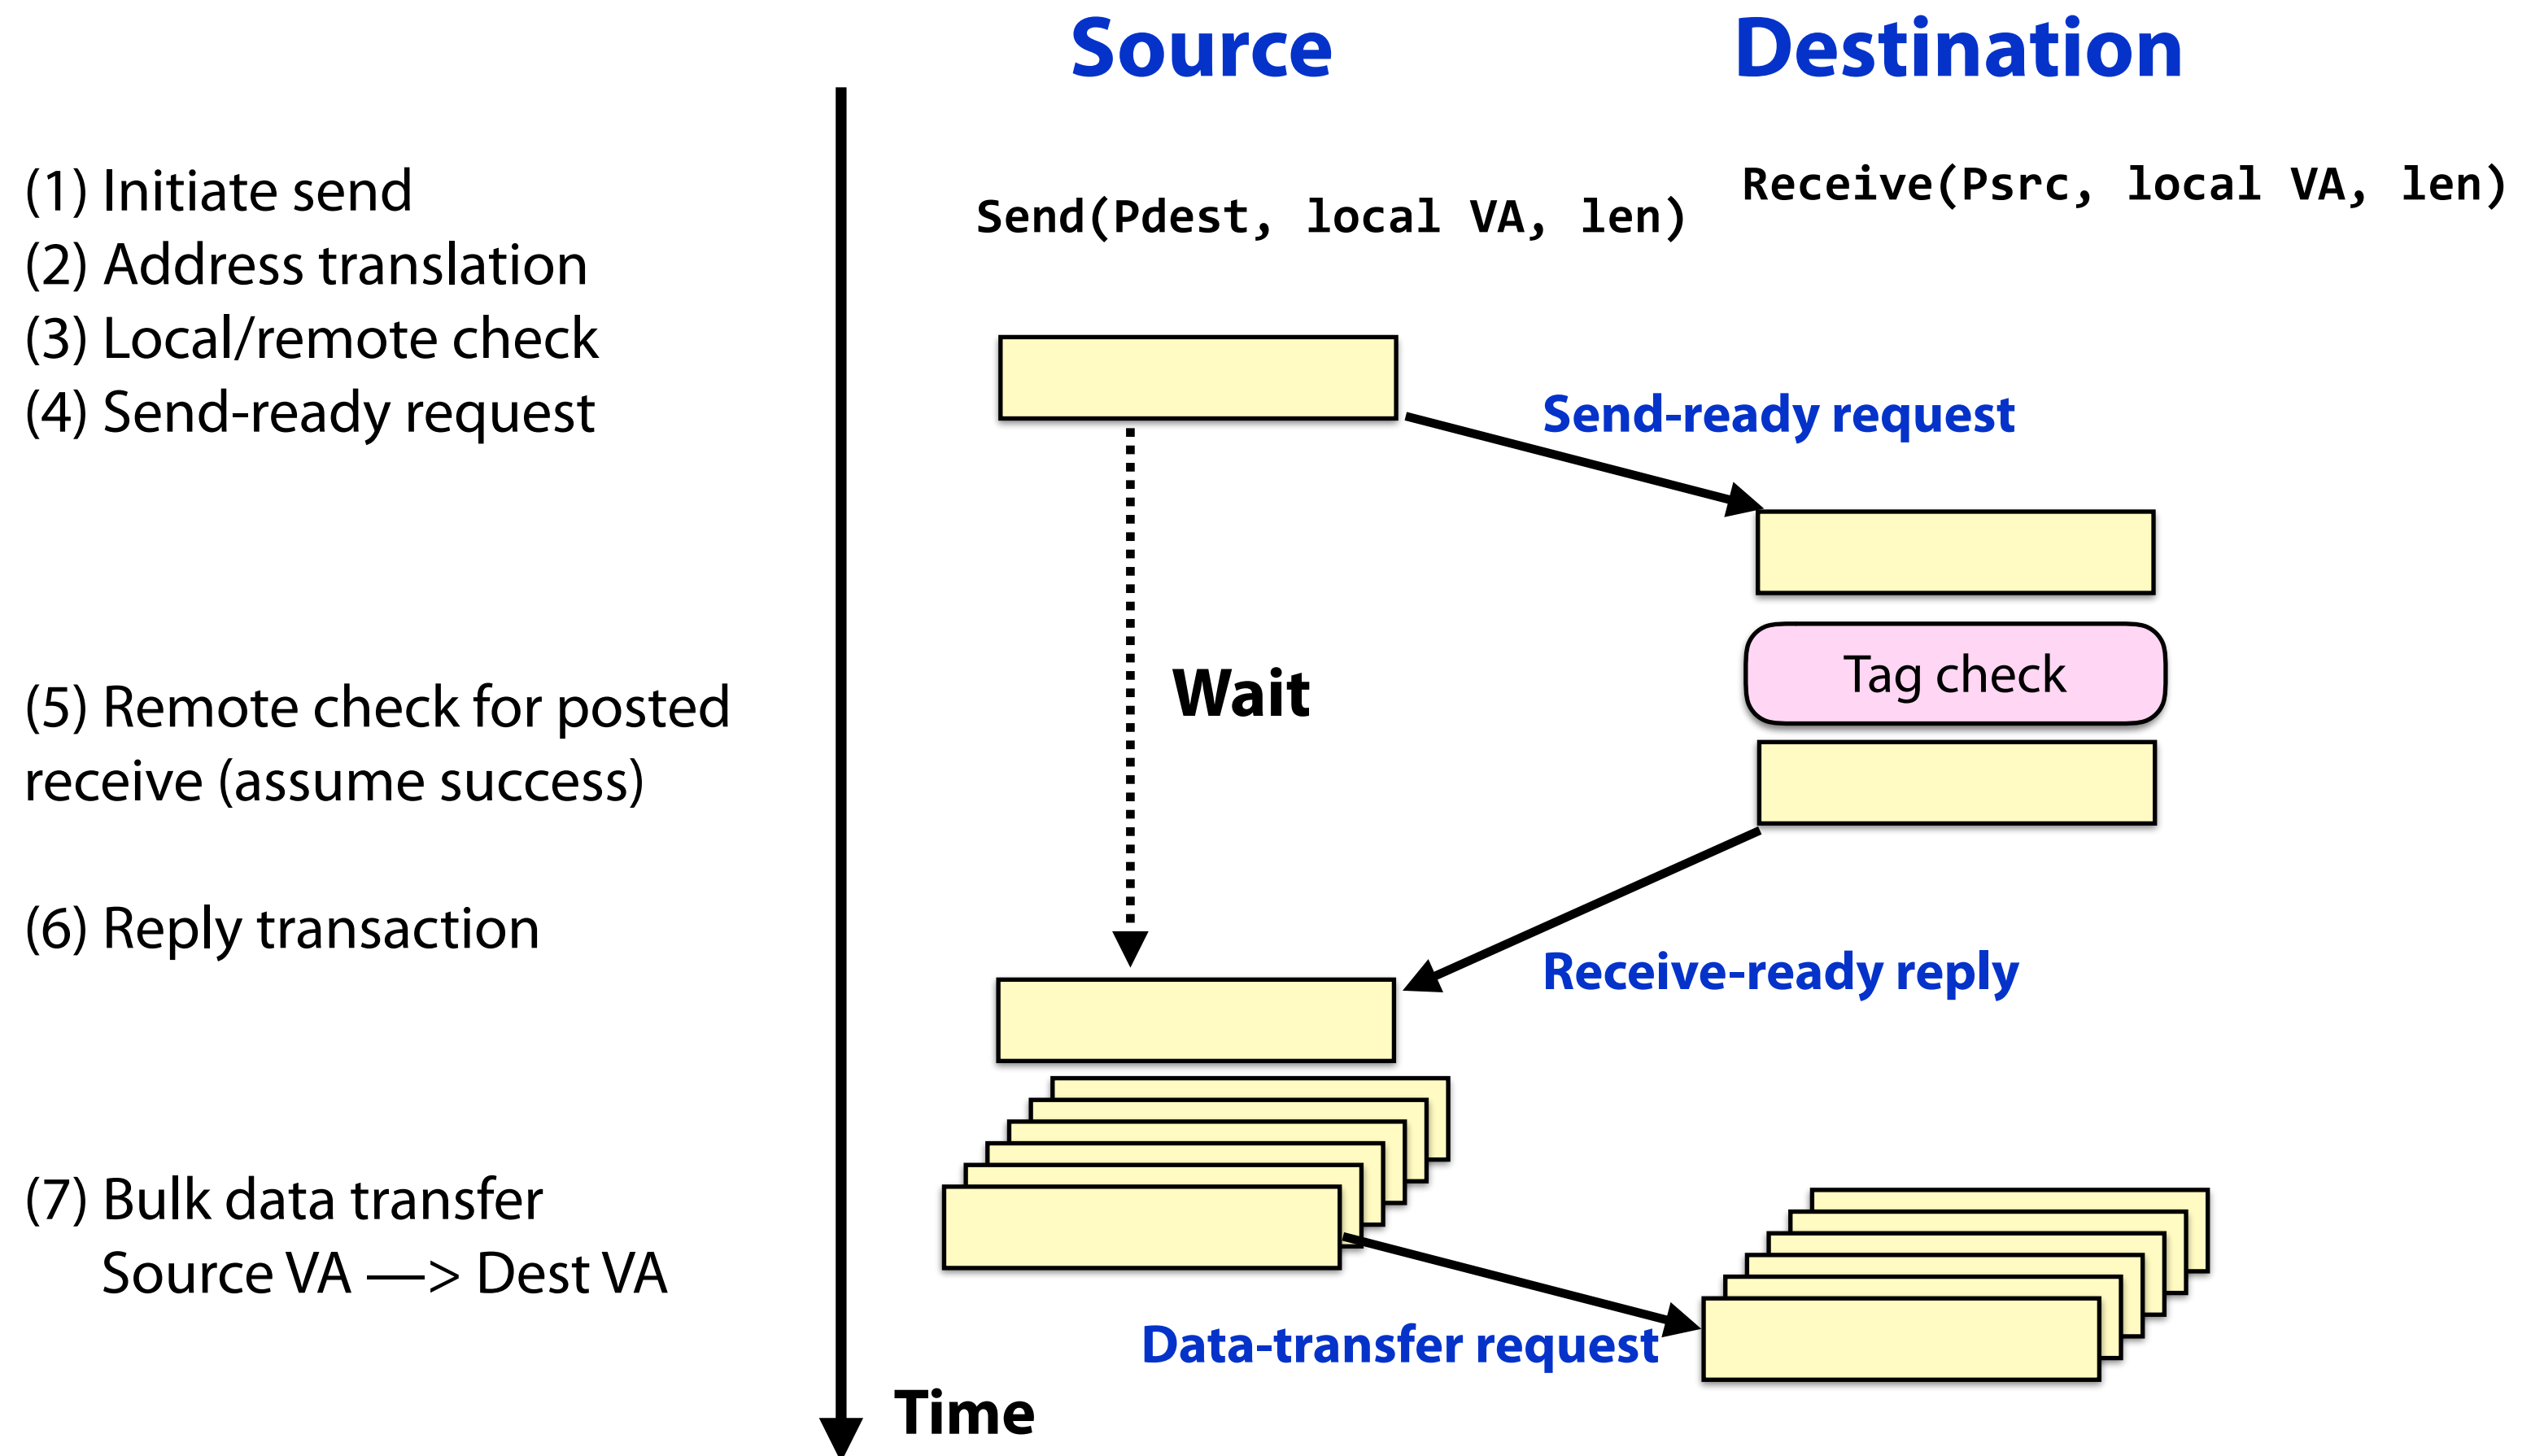 Source
Destination
(1) Initiate send
(2) Address translation
(3) Local/remote check
(4) Send-ready request
Send(Pdest, local VA, len)
Receive(Psrc, local VA, len)
Send-ready request
Tag check
Wait
(5) Remote check for posted
receive (assume success)
(6) Reply transaction
Receive-ready reply
(7) Bulk data transfer
Source VA —> Dest VA
Data-transfer request
Time